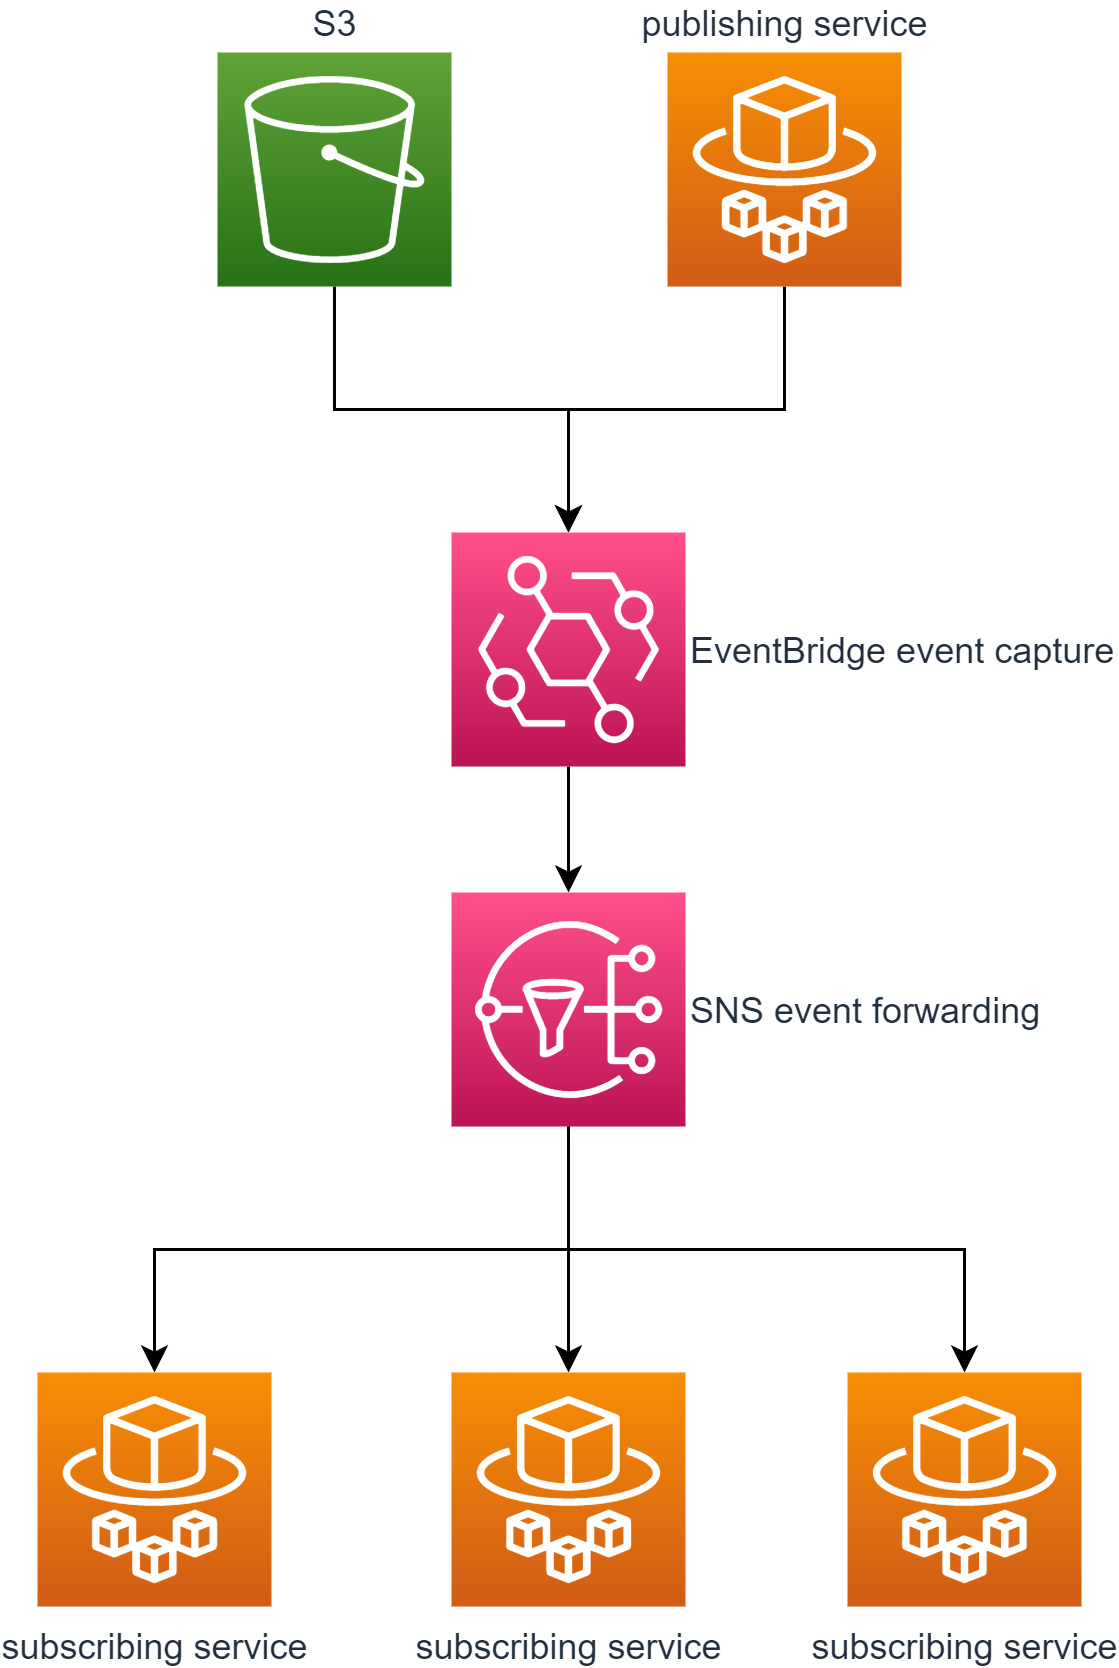 S3
publishing service
EventBridge event capture
SNS event forwarding
subscribing service
subscribing service
subscribing service